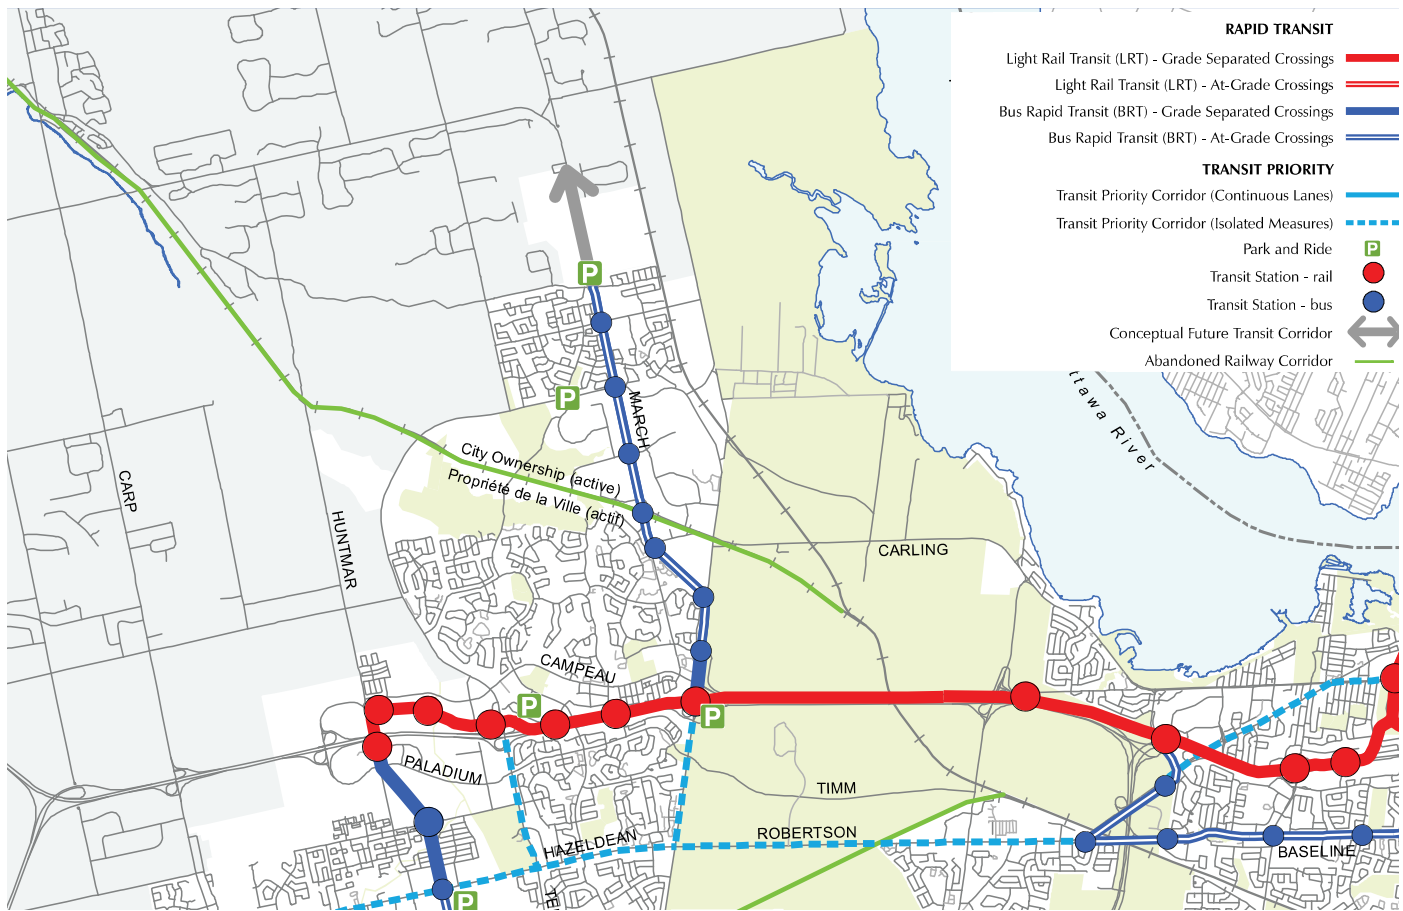 RAPID TRANSIT
Light Rail Transit (LRT) - Grade Separated Crossings
Light Rail Transit (LRT) - At-Grade Crossings
Bus Rapid Transit (BRT) - Grade Separated Crossings
Bus Rapid Transit (BRT) - At-Grade Crossings
TRANSIT PRIORITY
Transit Priority Corridor (Continuous Lanes)
Transit Priority Corridor (Isolated Measures)
Park and Ride
P
Transit Station - rail
Transit Station - bus
Conceptual Future Transit Corridor
Abandoned Railway Corridor
P
P
MARCH
ttawa River
City Ownership (active)
Propriété de la Ville (actif)
CARP
HUNTMAR
CARLING
CAMPEAU
P
P
PALADIUM
TIMM
HAZELDEAN
ROBERTSON
BASELINE
P